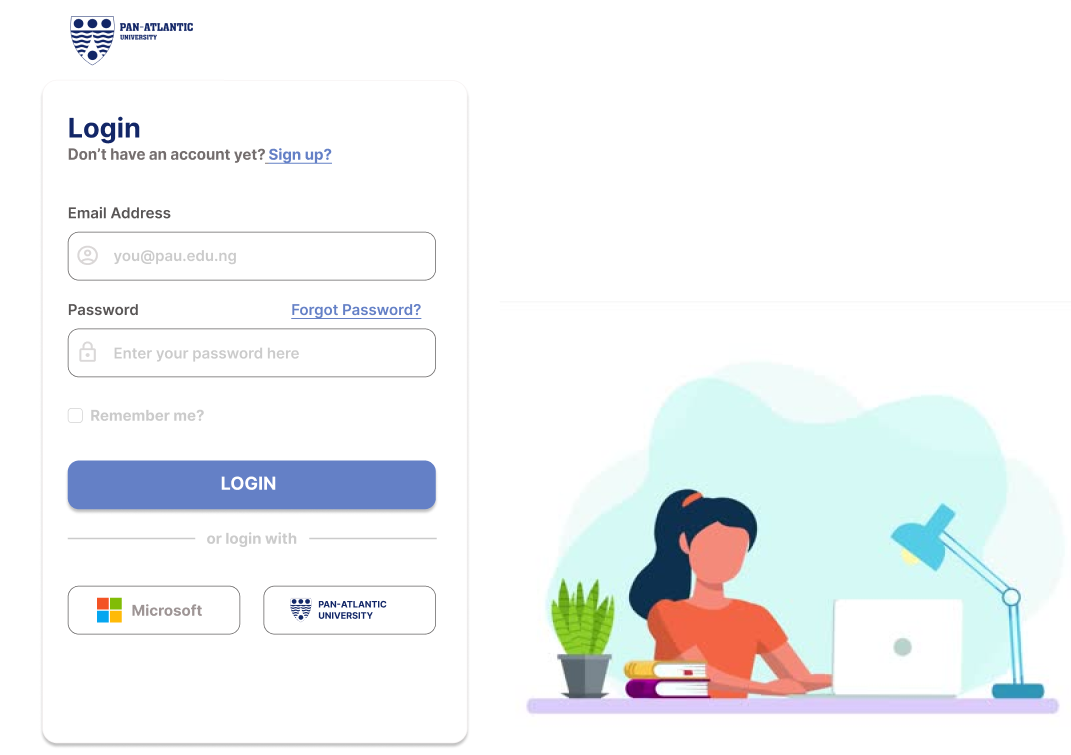 PAN-ATLANTIC
UNIVERSITY
Login
Don’t have an account yet? Sign up?
Email Address
you@pau.edu.ng
Password Forgot Password?
Enter your password here
Remember me?
LOGIN
or login with
Microsoft
PAN-ATLANTIC
UNIVERSITY